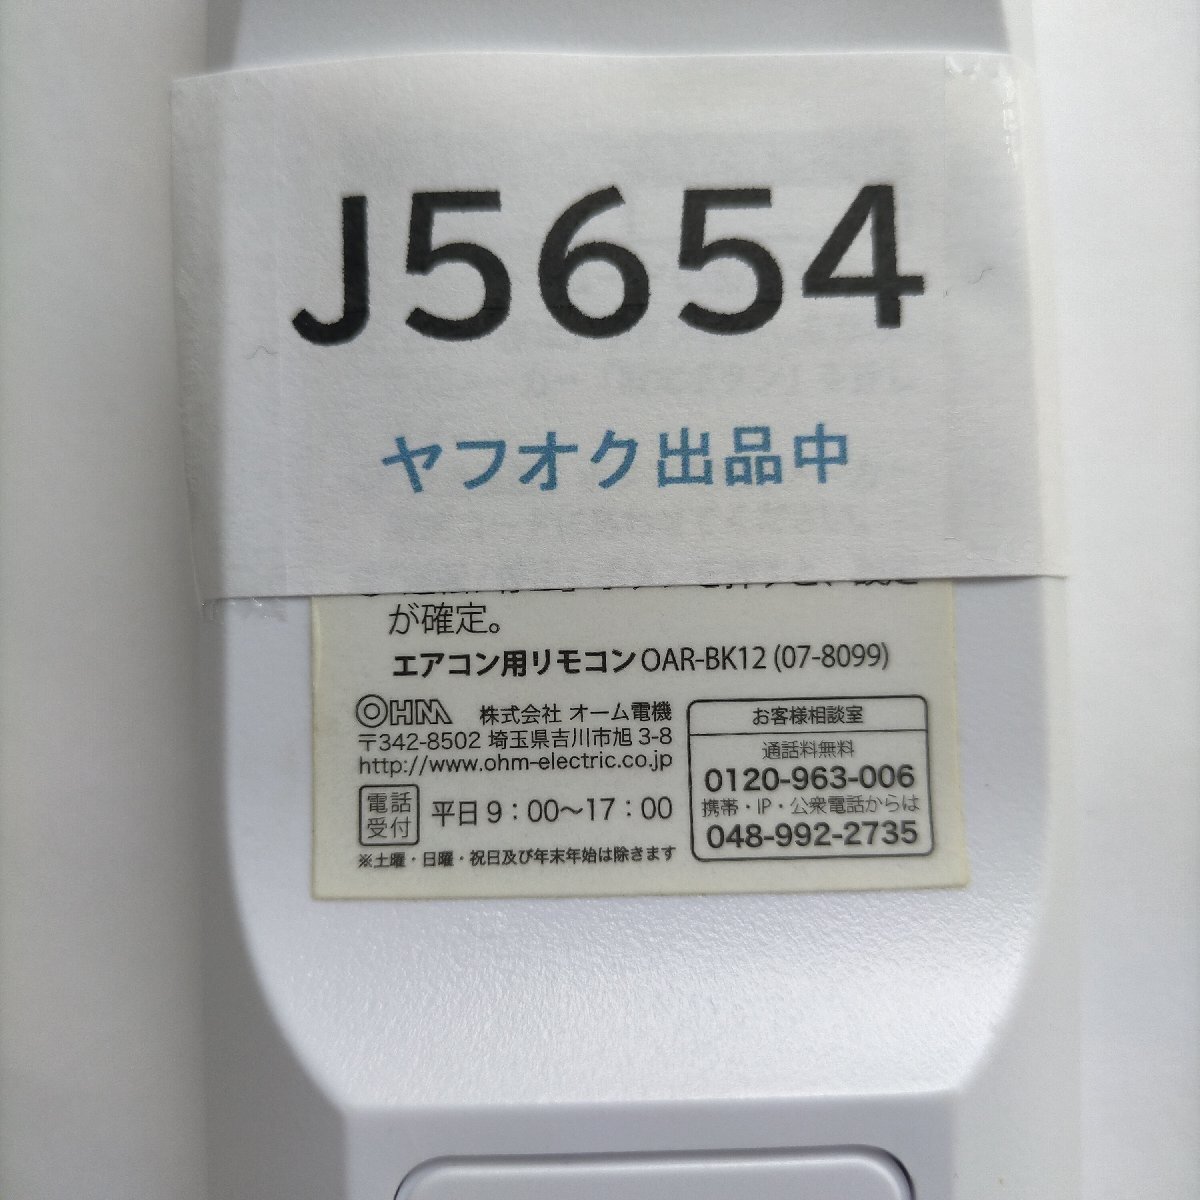 J5654
ヤフオク出品中
が確定。
エアコン用リモコン OAR-BK12 (07-8099)
OHM 株式会社 オーム電機
〒342-8502 埼玉県吉川市旭 3-8
http://www.ohm-electric.co.jp
電話受付 平日 9：00〜17：00
※土曜・日曜・祝日及び年末年始は除きます
お客様相談室
通話料無料
0120-963-006
携帯・IP・公衆電話からは
048-992-2735